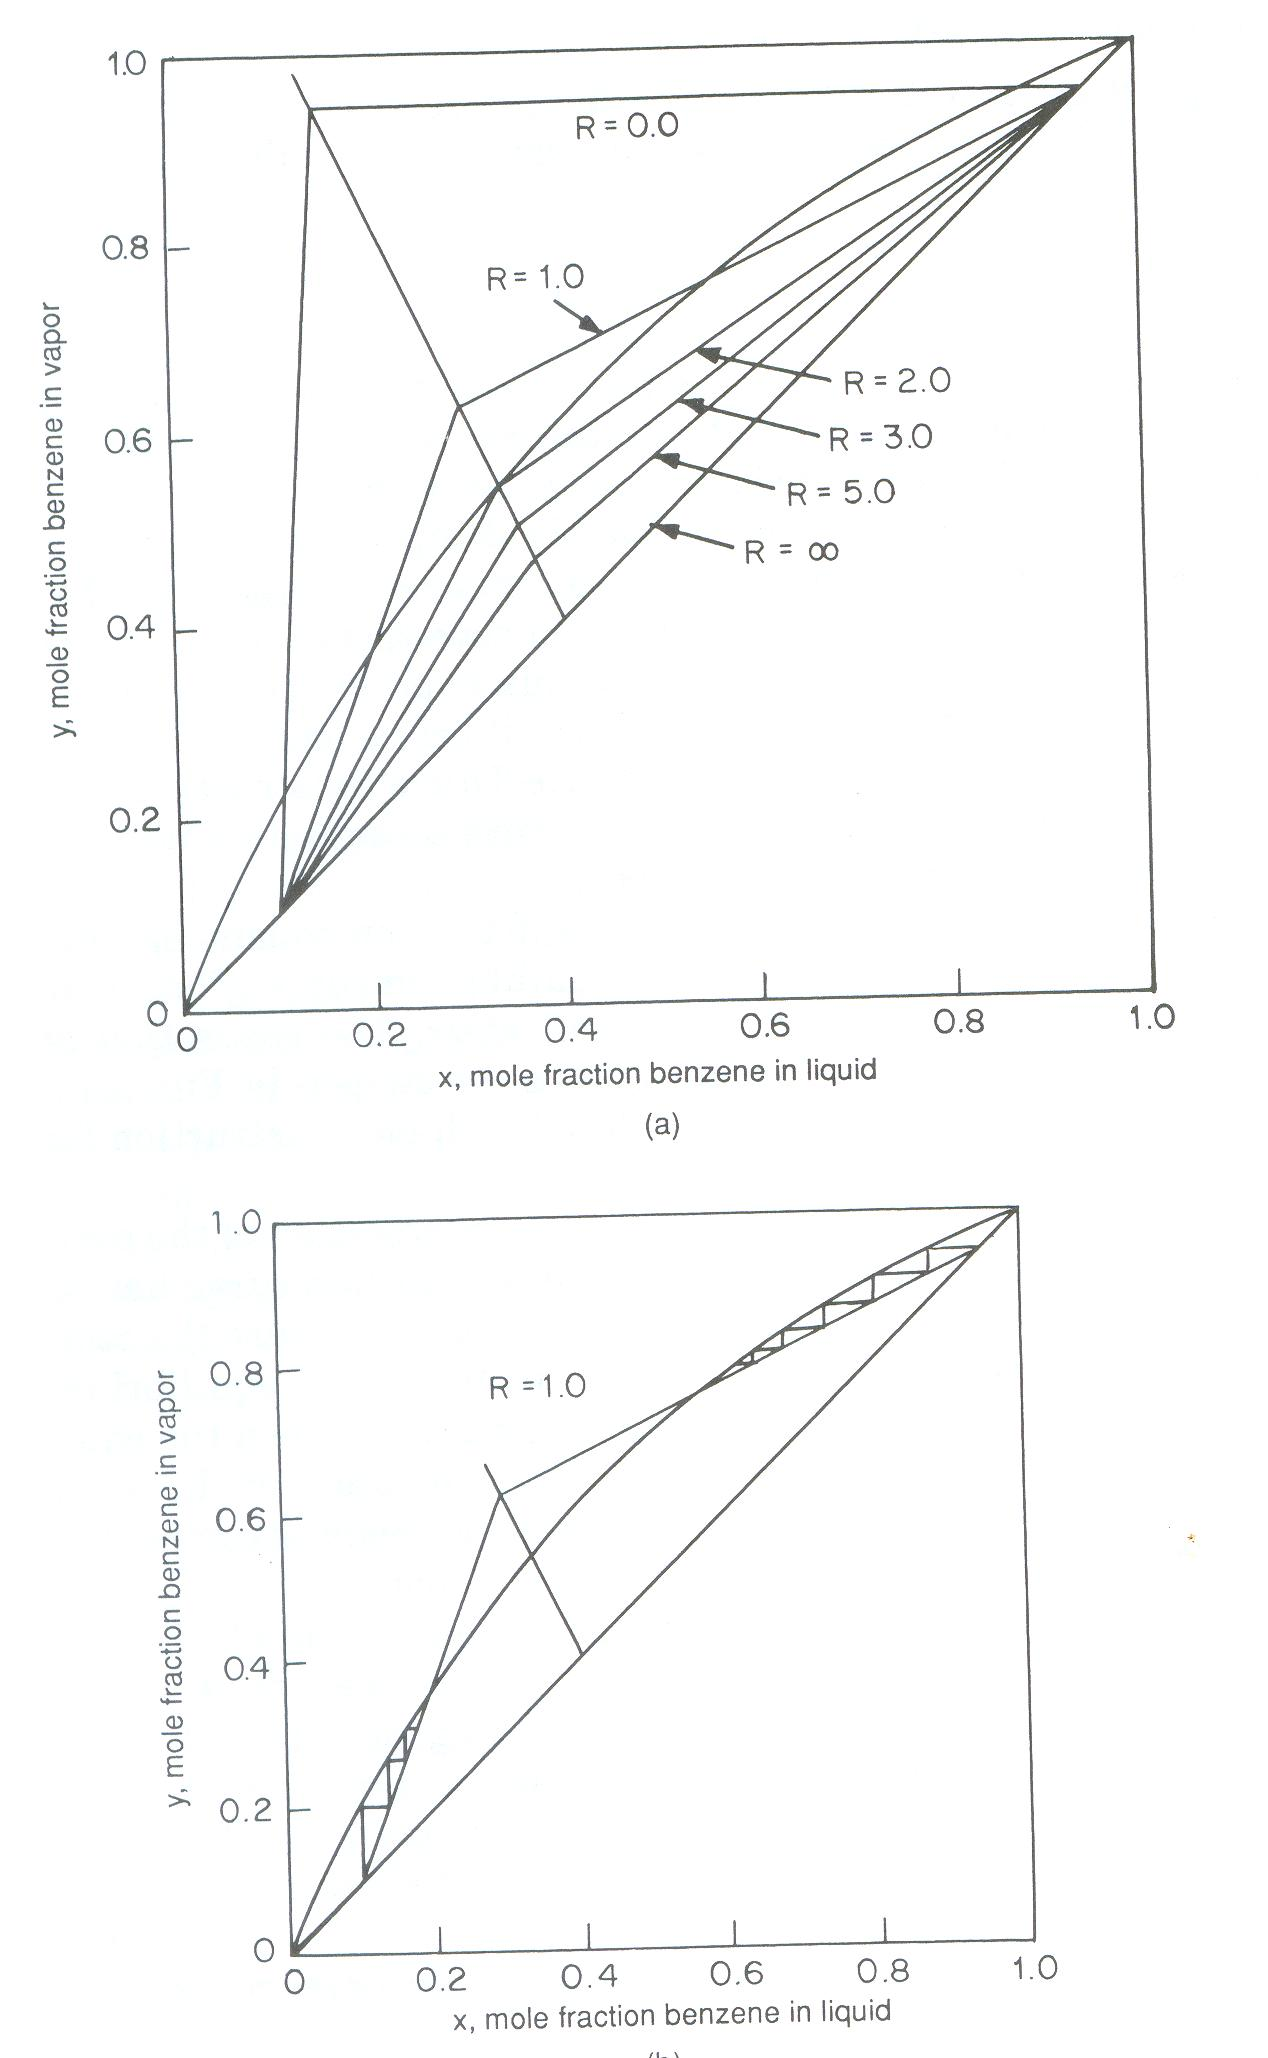 1.0
R = 0.0
0.8
R = 1.0
R = 2.0
0.6
R = 3.0
R = 5.0
R = ∞
0.4
0.2
0
0 0.2 0.4 0.6 0.8 1.0
y, mole fraction benzene in vapor
x, mole fraction benzene in liquid
(a)
1.0
0.8
R = 1.0
0.6
0.4
0.2
0
0 0.2 0.4 0.6 0.8 1.0
y, mole fraction benzene in vapor
x, mole fraction benzene in liquid